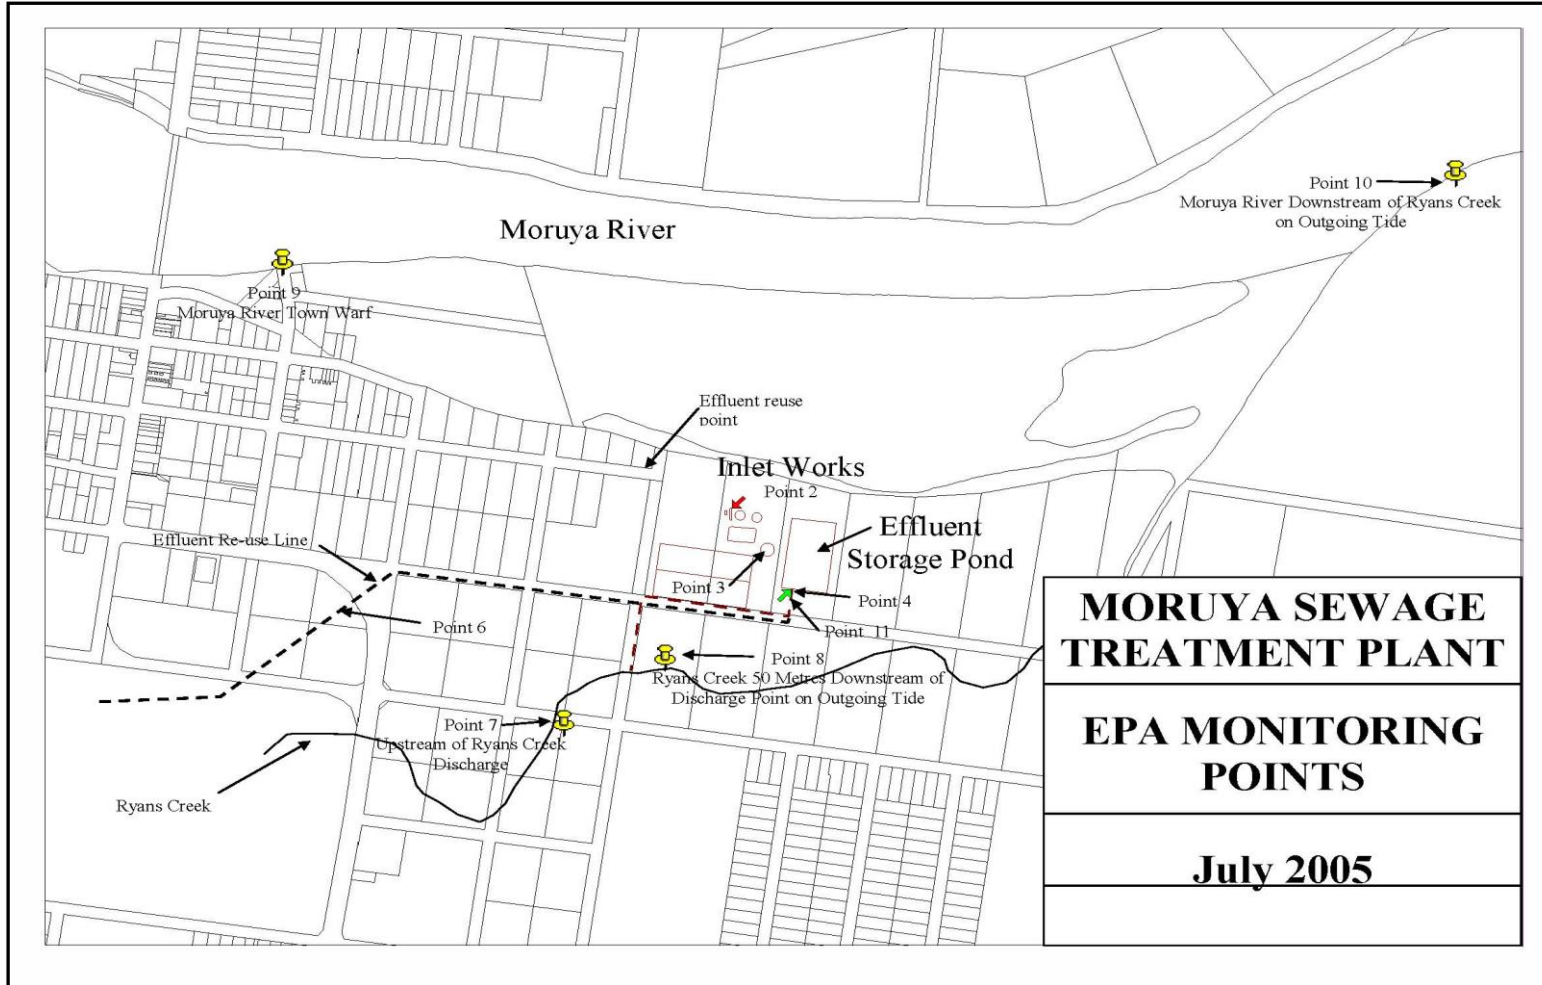 Point 10
Moruya River Downstream of Ryans Creek
on Outgoing Tide
Moruya River
Point 9
Moruya River Town Warf
Effluent reuse
point
Inlet Works
Point 2
Effluent
Storage Pond
Effluent Re-use Line
Point 3
Point 4
Point 11
Point 6
Point 8
Ryans Creek 50 Metres Downstream of
Discharge Point on Outgoing Tide
Point 7
Upstream of Ryans Creek
Discharge
Ryans Creek
MORUYA SEWAGE
TREATMENT PLANT
EPA MONITORING
POINTS
July 2005